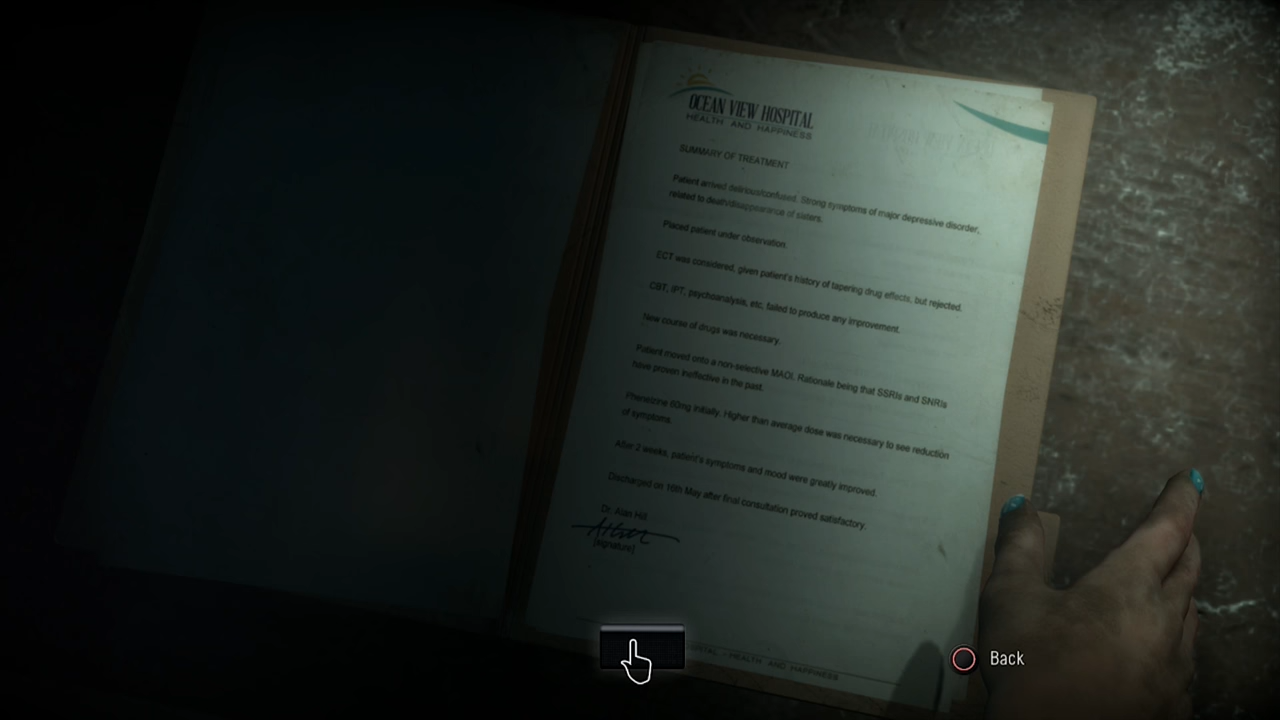 OCEAN VIEW HOSPITAL
HEALTH AND HAPPINESS
SUMMARY OF TREATMENT
Patient arrived delirious/confused. Strong symptoms of major depressive disorder,
related to death/disappearance of sisters.
Placed patient under observation.
ECT was considered, given patient's history of tapering drug effects, but rejected.
CBT, IPT, psychoanalysis, etc. failed to produce any improvement.
New course of drugs was necessary.
Patient moved onto a non-selective MAOI. Rationale being that SSRIs and SNRIs
have proven ineffective in the past.
Phenelzine 60mg initially. Higher than average dose was necessary to see reduction
of symptoms.
After 2 weeks, patient's symptoms and mood were greatly improved.
Discharged on 16th May after final consultation proved satisfactory.
Dr. Alan Hill
[signature]
HEALTH AND HAPPINESS
Back